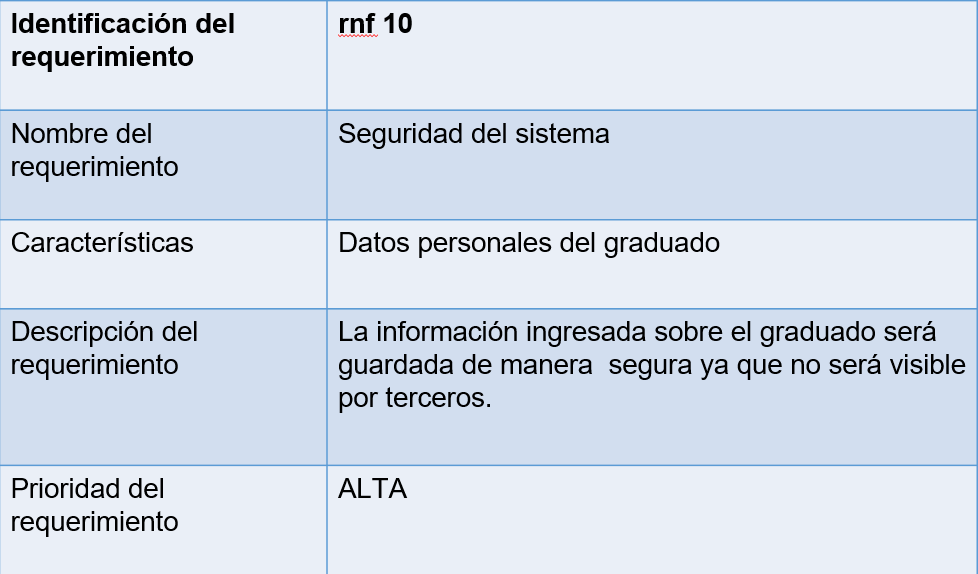 Identificación del
requerimiento
rnf 10
Nombre del
requerimiento
Seguridad del sistema
Características
Datos personales del graduado
Descripción del
requerimiento
La información ingresada sobre el graduado será
guardada de manera  segura ya que no será visible
por terceros.
Prioridad del
requerimiento
ALTA